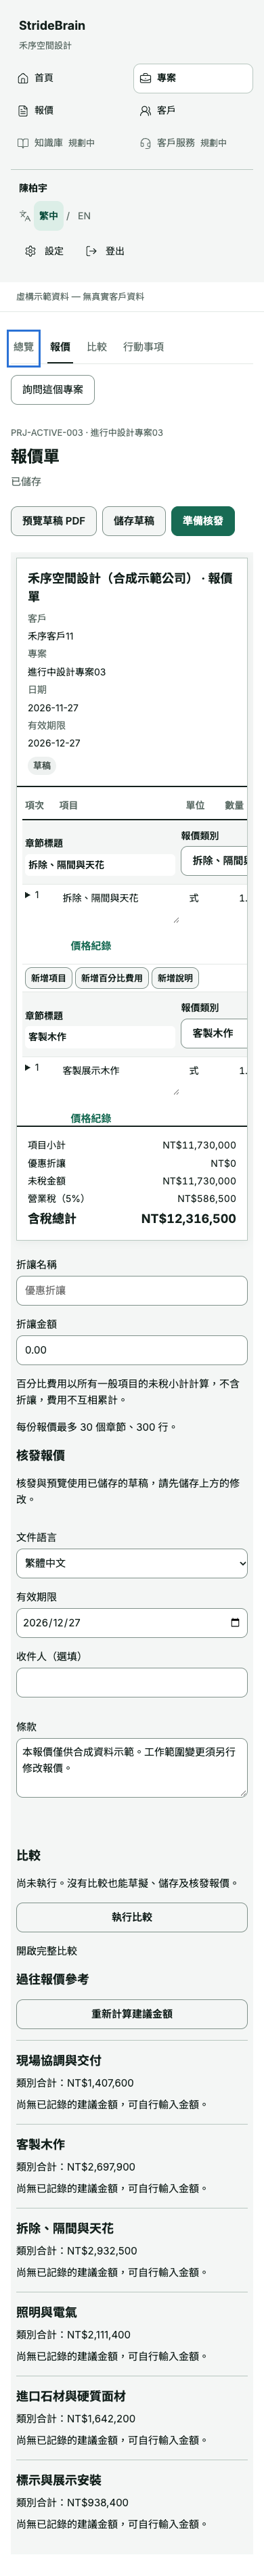 StrideBrain
禾序空間設計
首頁
專案
報價
客戶
知識庫 規劃中
客戶服務 規劃中
陳柏宇
繁中 / EN
設定
登出
虛構示範資料 — 無真實客戶資料
總覽 報價 比較 行動事項
詢問這個專案
PRJ-ACTIVE-003 · 進行中設計專案03
報價單
已儲存
預覽草稿 PDF
儲存草稿
準備核發
禾序空間設計（合成示範公司） · 報價
單
客戶
禾序客戶11
專案
進行中設計專案03
日期
2026-11-27
有效期限
2026-12-27
草稿
項次 項目 單位 數量
章節標題
報價類別
拆除、隔間與天花
拆除、隔間
1 拆除、隔間與天花 式 1.
價格紀錄
新增項目 新增百分比費用 新增說明
章節標題
報價類別
客製木作
客製木作
1 客製展示木作 式 1.
價格紀錄
項目小計 NT$11,730,000
優惠折讓 NT$0
未稅金額 NT$11,730,000
營業稅（5%） NT$586,500
含稅總計 NT$12,316,500
折讓名稱
優惠折讓
折讓金額
0.00
百分比費用以所有一般項目的未稅小計計算，不含
折讓，費用不互相累計。
每份報價最多 30 個章節、300 行。
核發報價
核發與預覽使用已儲存的草稿，請先儲存上方的修
改。
文件語言
繁體中文
有效期限
2026/12/27
收件人（選填）
條款
本報價僅供合成資料示範。工作範圍變更須另行
修改報價。
比較
尚未執行。沒有比較也能草擬、儲存及核發報價。
執行比較
開啟完整比較
過往報價參考
重新計算建議金額
現場協調與交付
類別合計：NT$1,407,600
尚無已記錄的建議金額，可自行輸入金額。
客製木作
類別合計：NT$2,697,900
尚無已記錄的建議金額，可自行輸入金額。
拆除、隔間與天花
類別合計：NT$2,932,500
尚無已記錄的建議金額，可自行輸入金額。
照明與電氣
類別合計：NT$2,111,400
尚無已記錄的建議金額，可自行輸入金額。
進口石材與硬質面材
類別合計：NT$1,642,200
尚無已記錄的建議金額，可自行輸入金額。
標示與展示安裝
類別合計：NT$938,400
尚無已記錄的建議金額，可自行輸入金額。